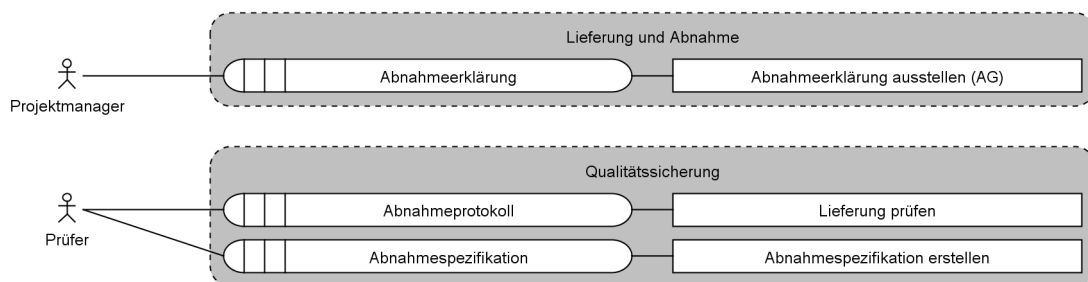 Lieferung und Abnahme
Projektmanager
Abnahmeerklärung
Abnahmeerklärung ausstellen (AG)
Qualitätssicherung
Prüfer
Abnahmeprotokoll
Lieferung prüfen
Abnahmespezifikation
Abnahmespezifikation erstellen